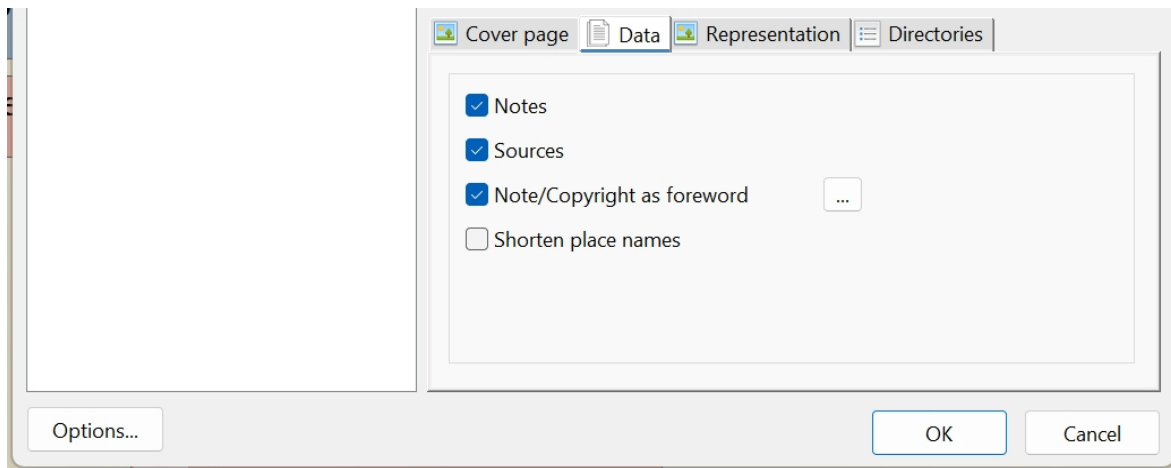 Cover page Data Representation Directories
Notes
Sources
Note/Copyright as foreword ...
Shorten place names
Options... OK Cancel